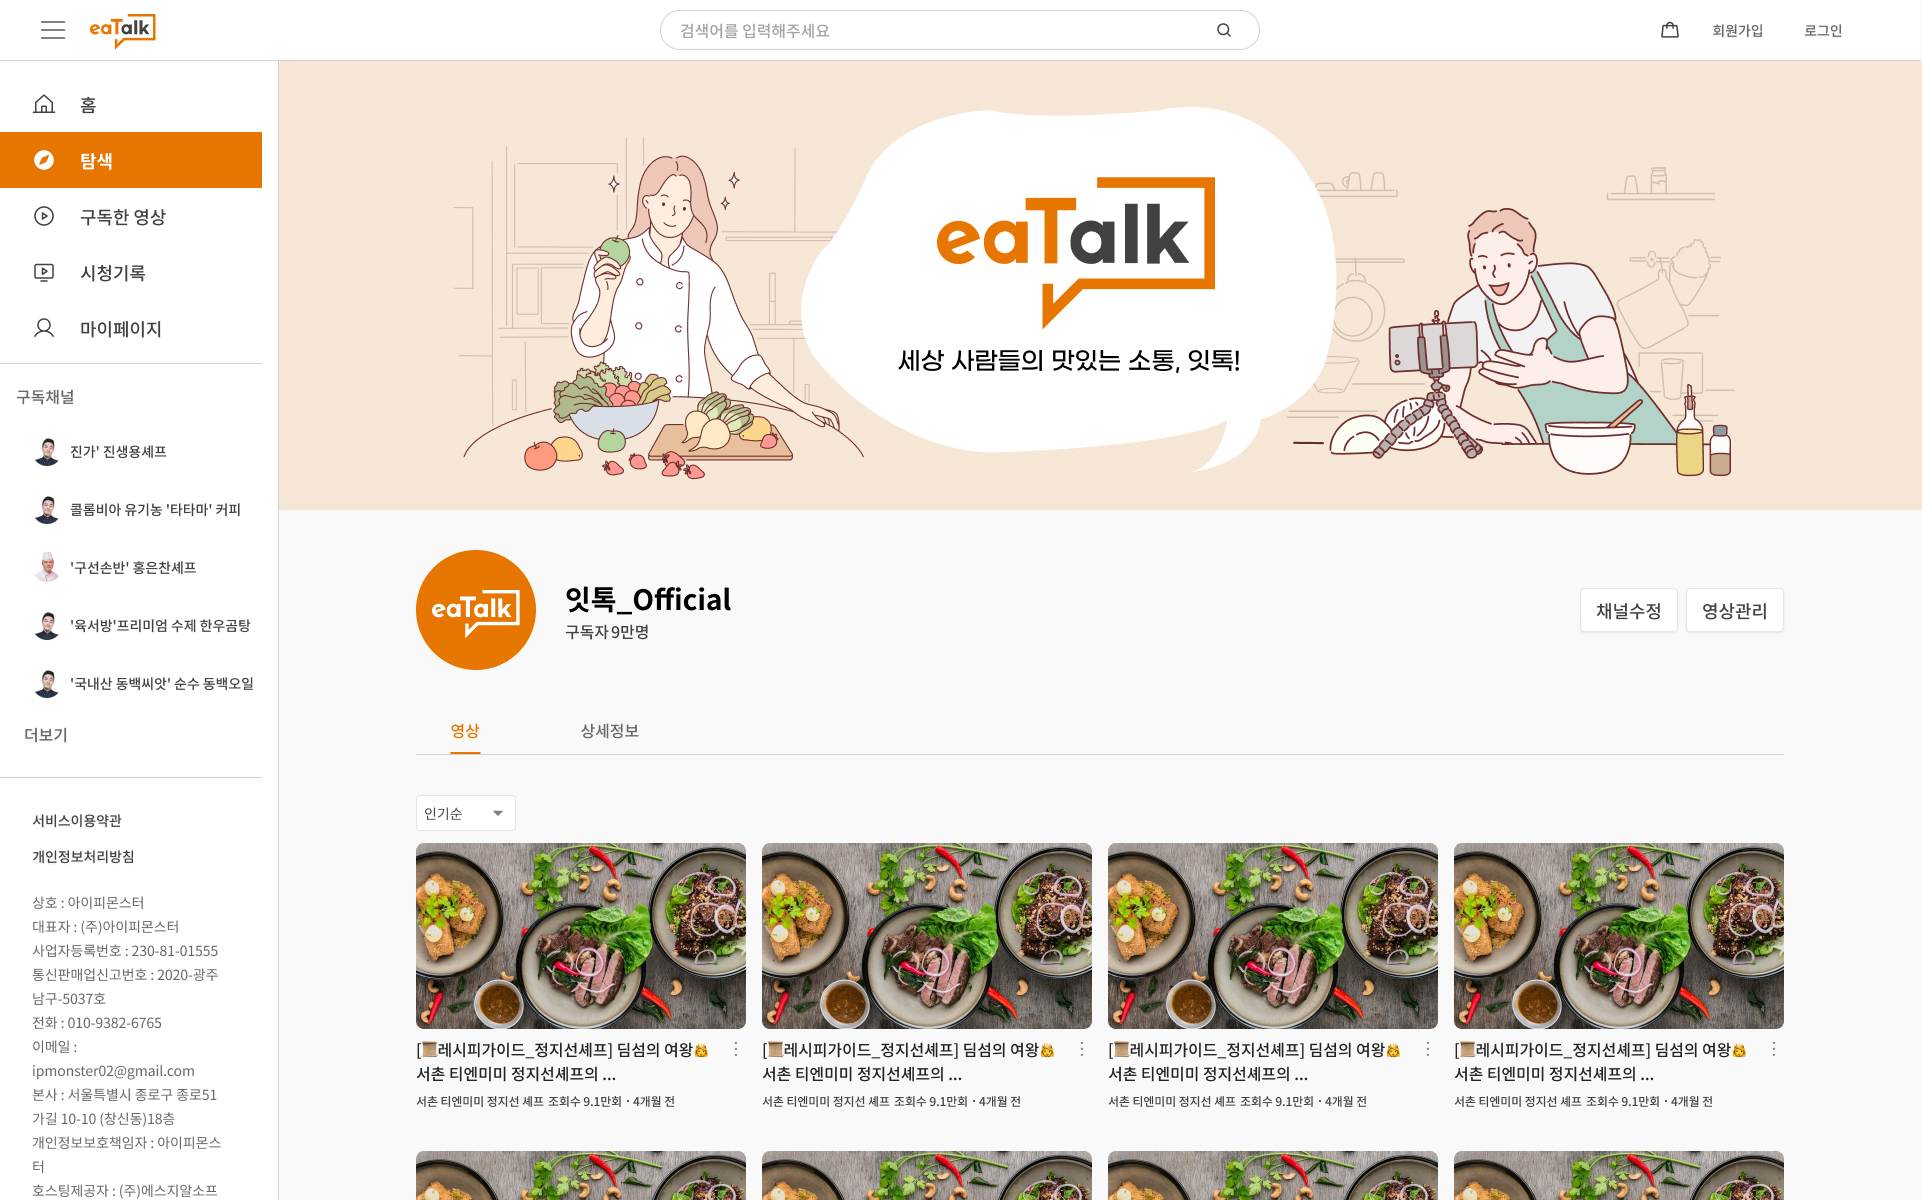 eaTalk
검색어를 입력해주세요
회원가입
로그인
홈
탐색
구독한 영상
시청기록
마이페이지
구독채널
진가' 진생용셰프
콜롬비아 유기농 '타타마' 커피
'구선손반' 홍은찬셰프
'육서방'프리미엄 수제 한우곰탕
'국내산 동백씨앗' 순수 동백오일
더보기
서비스이용약관
개인정보처리방침
상호 : 아이피몬스터
대표자 : (주)아이피몬스터
사업자등록번호 : 230-81-01555
통신판매업신고번호 : 2020-광주
남구-5037호
전화 : 010-9382-6765
이메일 :
ipmonster02@gmail.com
본사 : 서울특별시 종로구 종로51
가길 10-10 (창신동)18층
개인정보보호책임자 : 아이피몬스
터
호스팅제공자 : (주)에스지알소프
eaTalk
세상 사람들의 맛있는 소통, 잇톡!
eaTalk
잇톡_Official
구독자 9만명
채널수정
영상관리
영상
상세정보
인기순
[📜레시피가이드_정지선셰프] 딤섬의 여왕👸
서촌 티엔미미 정지선셰프의 ...
서촌 티엔미미 정지선 셰프 조회수 9.1만회 · 4개월 전
[📜레시피가이드_정지선셰프] 딤섬의 여왕👸
서촌 티엔미미 정지선셰프의 ...
서촌 티엔미미 정지선 셰프 조회수 9.1만회 · 4개월 전
[📜레시피가이드_정지선셰프] 딤섬의 여왕👸
서촌 티엔미미 정지선셰프의 ...
서촌 티엔미미 정지선 셰프 조회수 9.1만회 · 4개월 전
[📜레시피가이드_정지선셰프] 딤섬의 여왕👸
서촌 티엔미미 정지선셰프의 ...
서촌 티엔미미 정지선 셰프 조회수 9.1만회 · 4개월 전